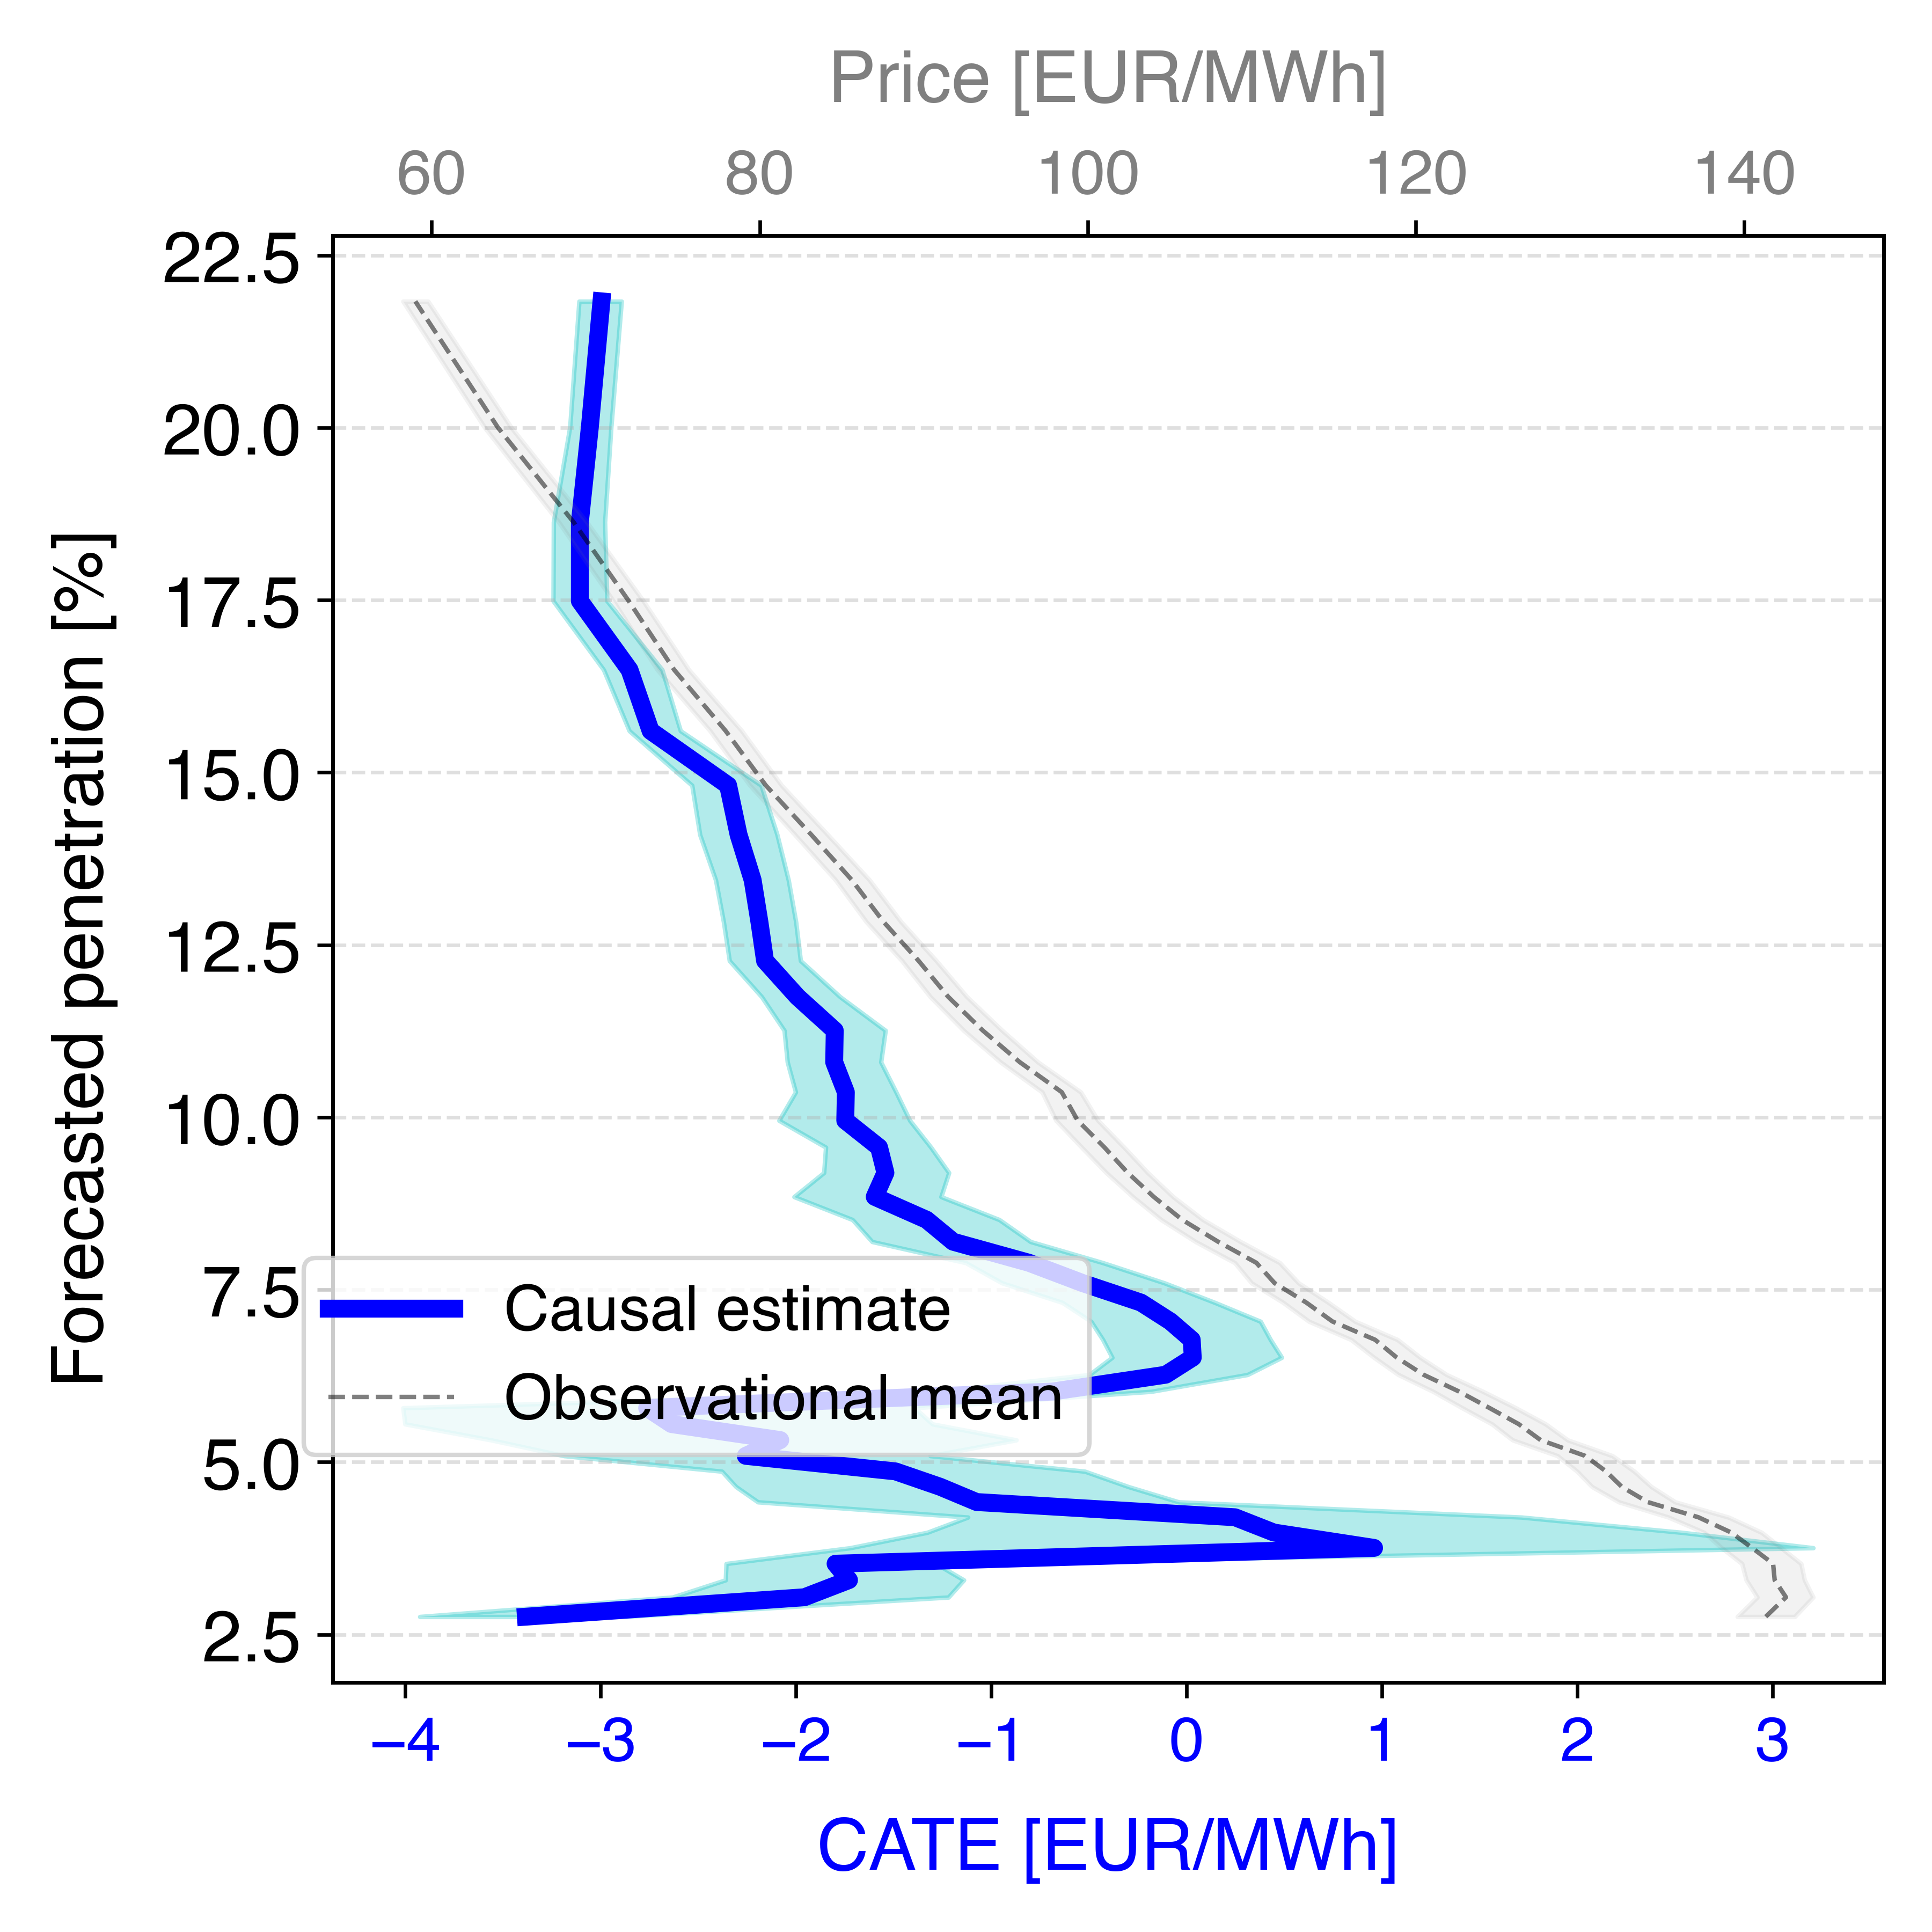 Price [EUR/MWh]
60 80 100 120 140
22.5
20.0
17.5
15.0
12.5
10.0
7.5
5.0
2.5
Forecasted penetration [%]
Causal estimate
Observational mean
−4 −3 −2 −1 0 1 2 3
CATE [EUR/MWh]